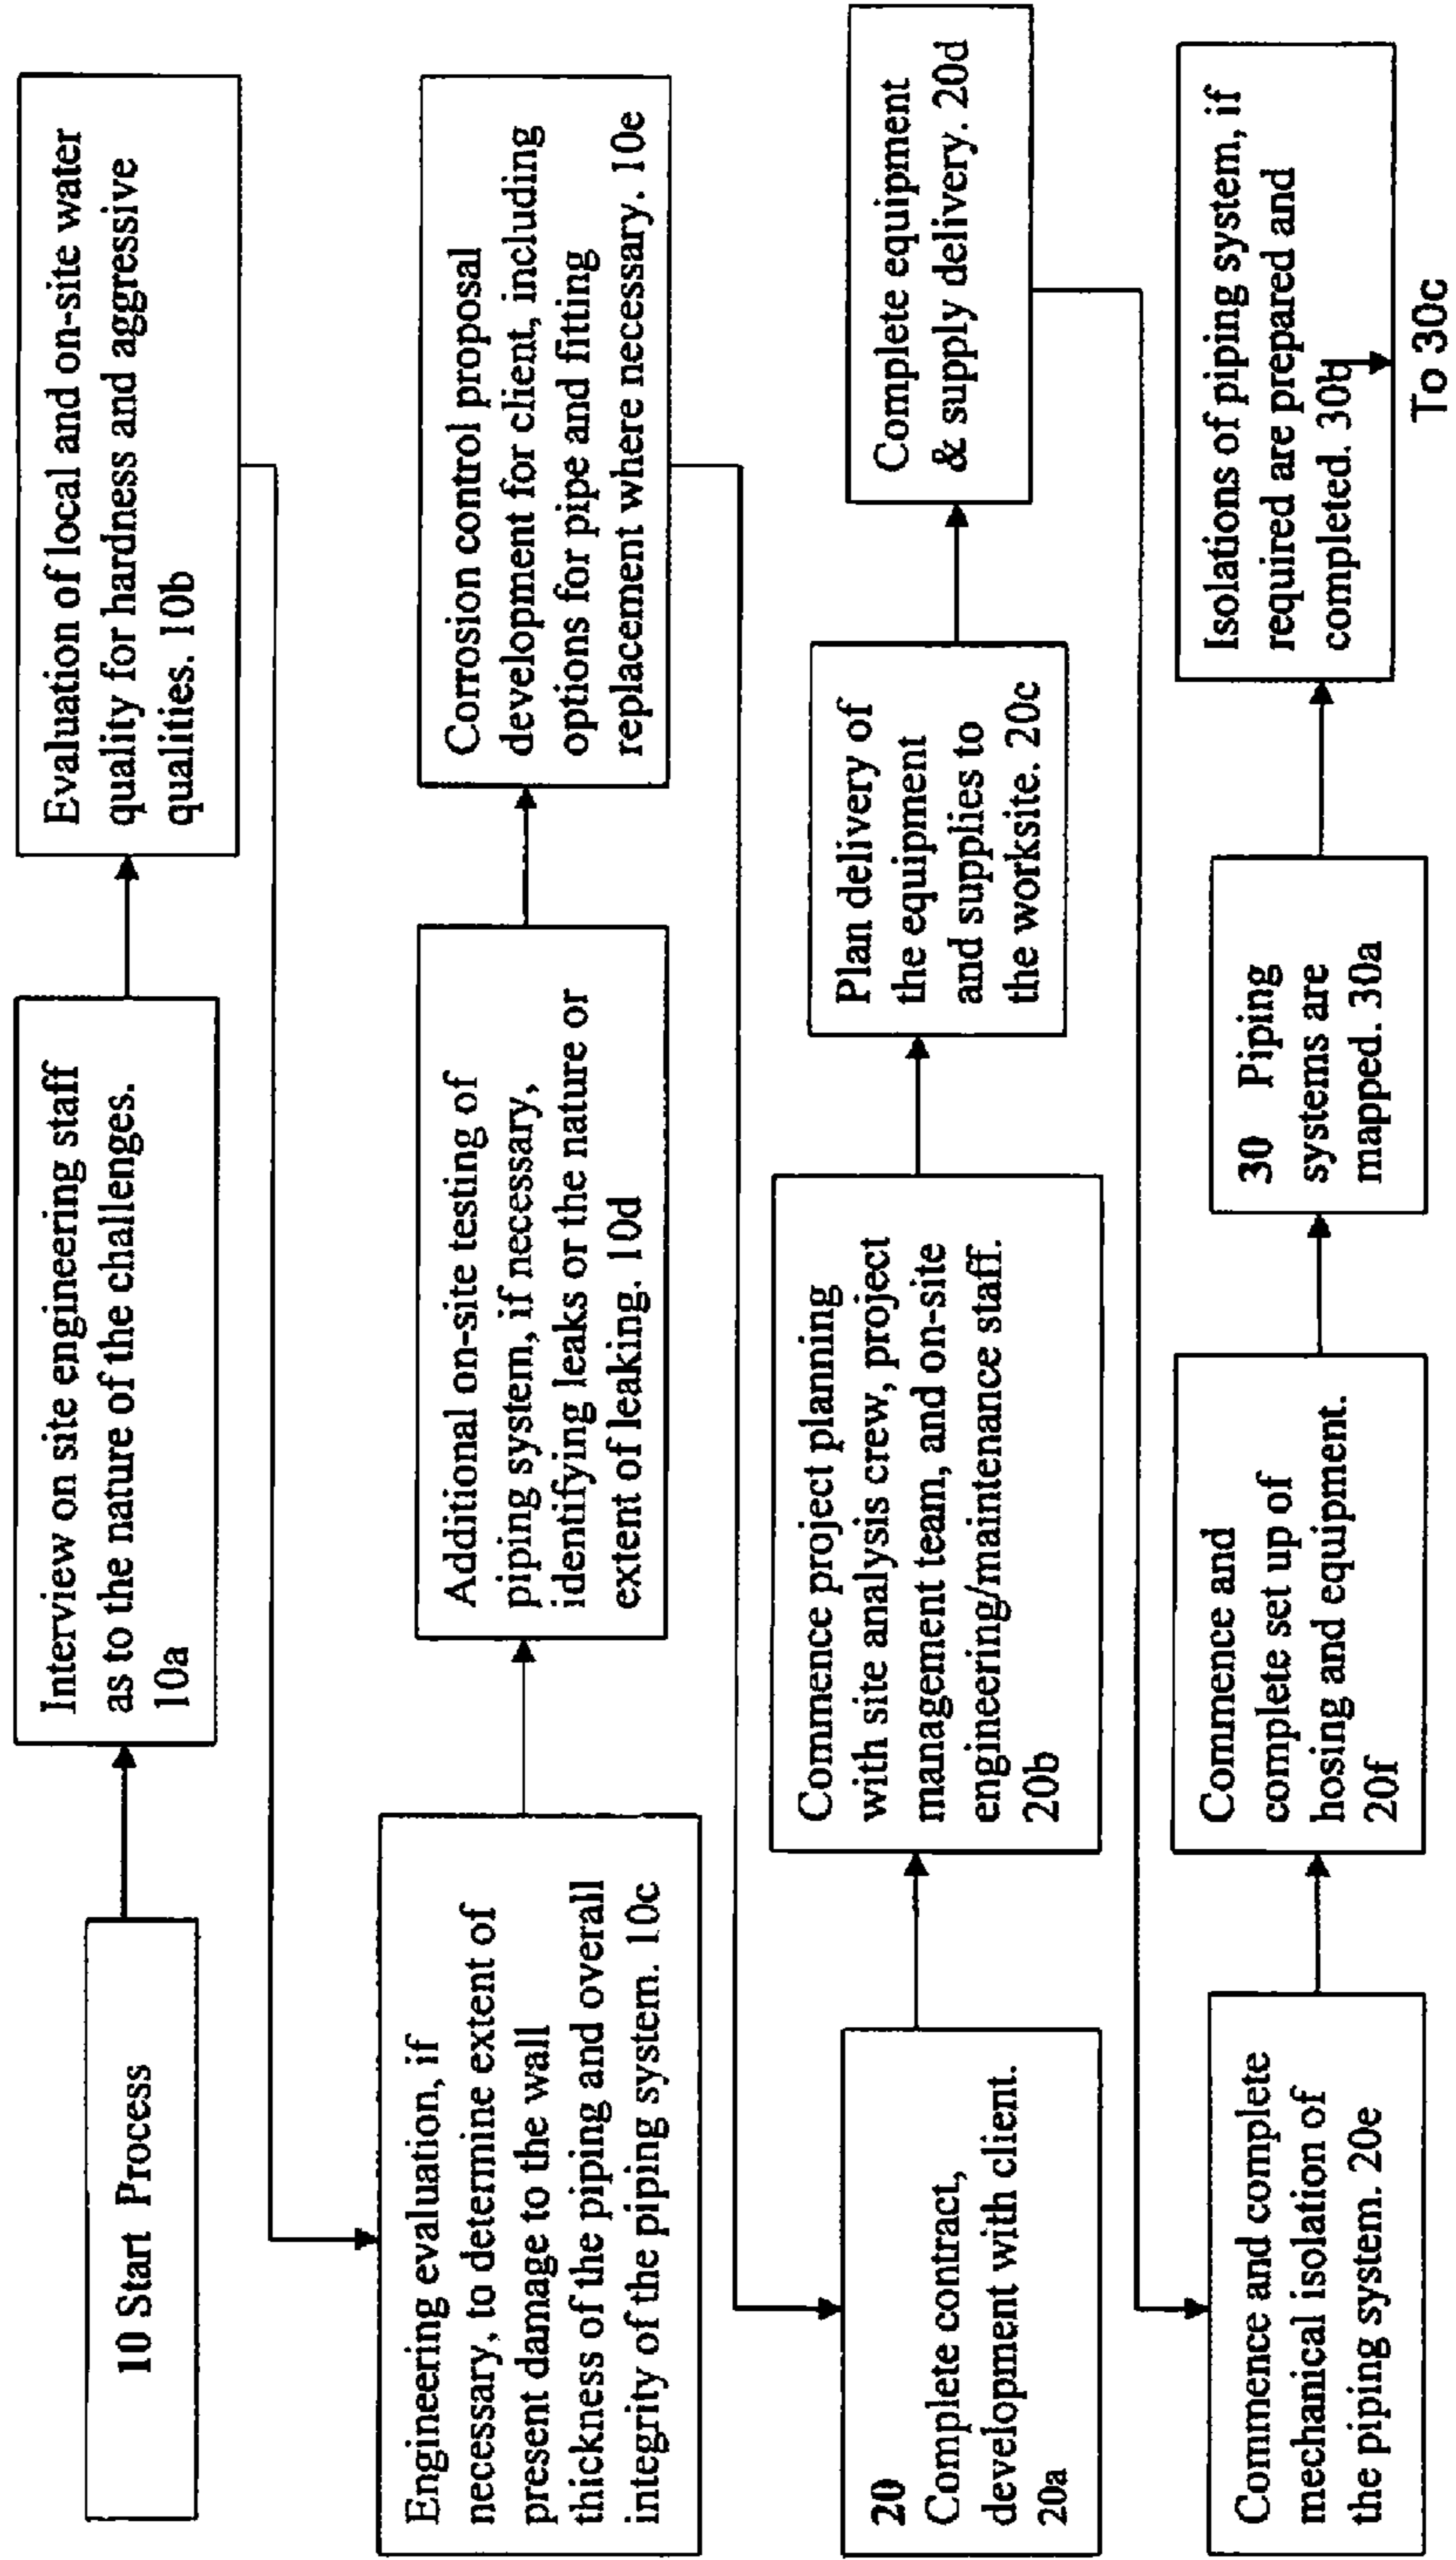 10 Start Process
Interview on site engineering staff
as to the nature of the challenges.
10a
Evaluation of local and on-site water
quality for hardness and aggressive
qualities. 10b
Engineering evaluation, if
necessary, to determine extent of
present damage to the wall
thickness of the piping and overall
integrity of the piping system. 10c
Additional on-site testing of
piping system, if necessary,
identifying leaks or the nature or
extent of leaking. 10d
Corrosion control proposal
development for client, including
options for pipe and fitting
replacement where necessary. 10e
20
Complete contract,
development with client.
20a
Commence project planning
with site analysis crew, project
management team, and on-site
engineering/maintenance staff.
20b
Plan delivery of
the equipment
and supplies to
the worksite. 20c
Complete equipment
& supply delivery. 20d
Commence and complete
mechanical isolation of
the piping system. 20e
Commence and
complete set up of
hosing and equipment.
20f
30 Piping
systems are
mapped. 30a
Isolations of piping system, if
required are prepared and
completed. 30b
To 30c